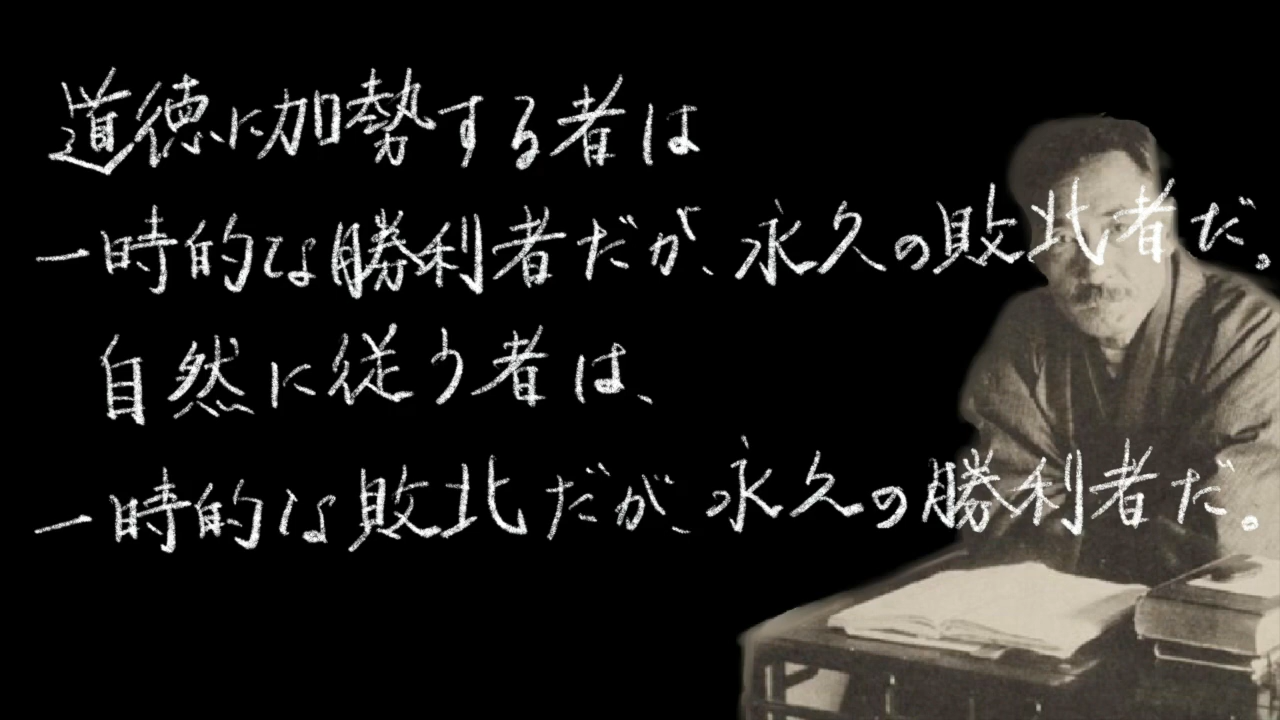 道徳に加勢する者は
一時的な勝利者だが、永久の敗北者だ。
自然に従う者は、
一時的な敗北だが、永久の勝利者だ。